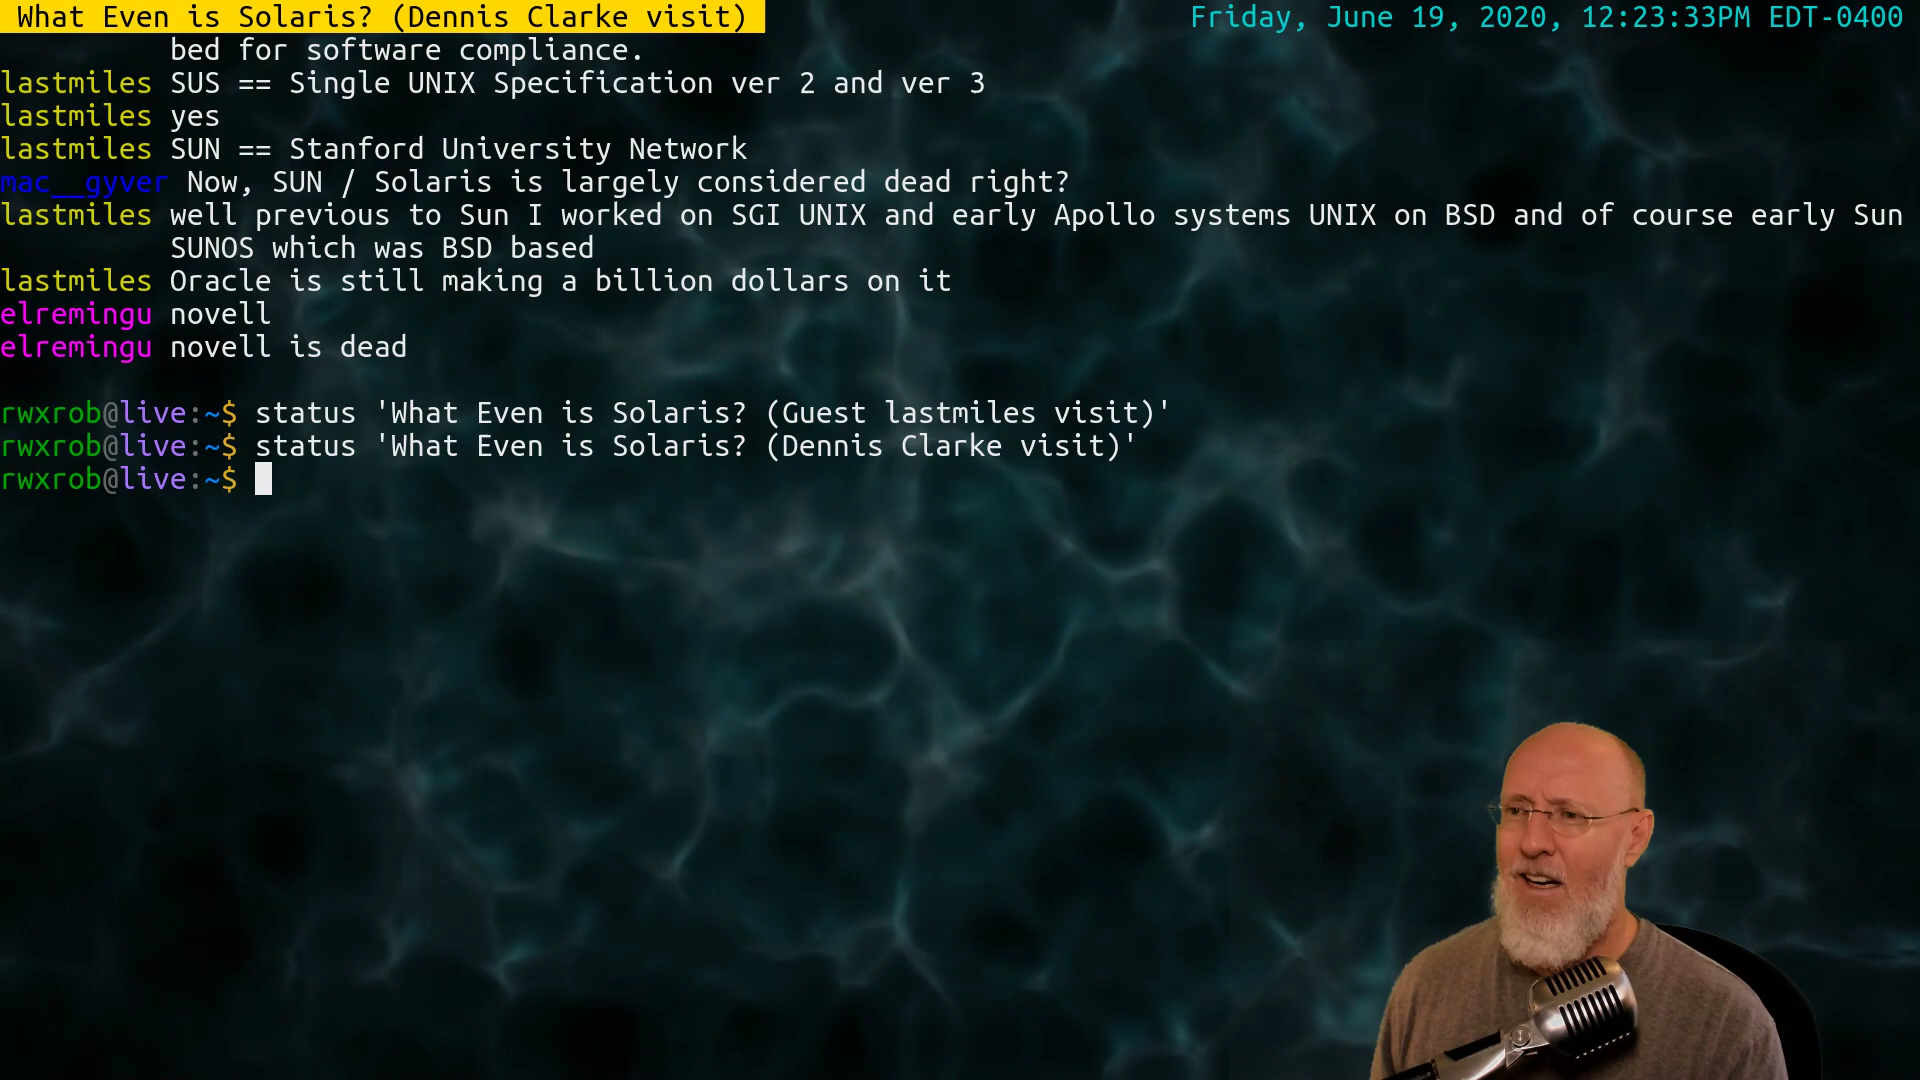 What Even is Solaris? (Dennis Clarke visit)
Friday, June 19, 2020, 12:23:33PM EDT-0400
bed for software compliance.
lastmiles SUS == Single UNIX Specification ver 2 and ver 3
lastmiles yes
lastmiles SUN == Stanford University Network
mac__gyver Now, SUN / Solaris is largely considered dead right?
lastmiles well previous to Sun I worked on SGI UNIX and early Apollo systems UNIX on BSD and of course early Sun
SUNOS which was BSD based
lastmiles Oracle is still making a billion dollars on it
elremingu novell
elremingu novell is dead
rwxrob@live:~$ status 'What Even is Solaris? (Guest lastmiles visit)'
rwxrob@live:~$ status 'What Even is Solaris? (Dennis Clarke visit)'
rwxrob@live:~$